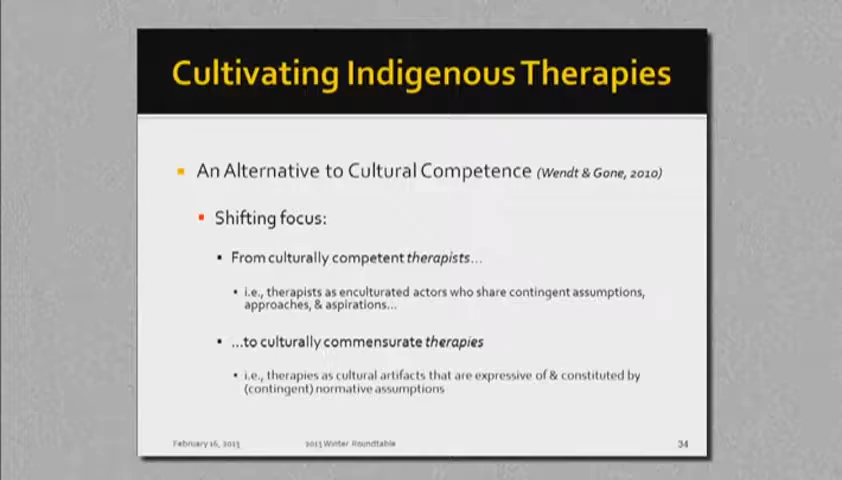 Cultivating Indigenous Therapies
An Alternative to Cultural Competence (Wendt & Gone, 2010)
Shifting focus:
From culturally competent therapists...
i.e., therapists as enculturated actors who share contingent assumptions,
approaches, & aspirations...
...to culturally commensurate therapies
i.e., therapies as cultural artifacts that are expressive of & constituted by
(contingent) normative assumptions
February 16, 2013 2013 Winter Roundtable 34